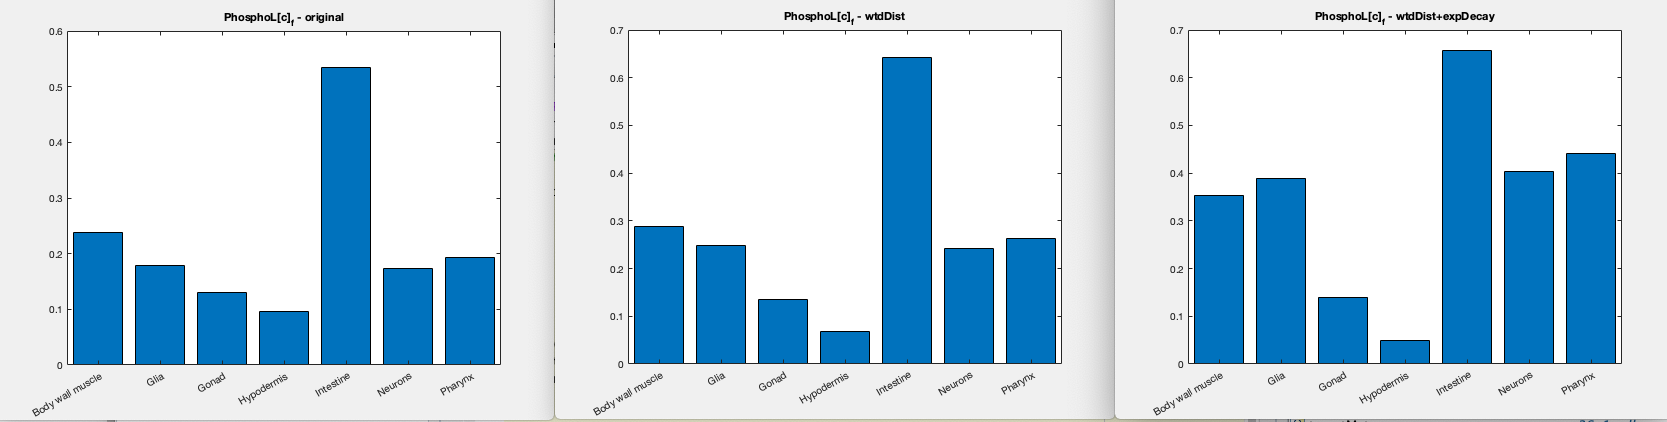 PhosphoL[c]f - original
0.6
0.5
0.4
0.3
0.2
0.1
0
Body wall muscle
Glia
Gonad
Hypodermis
Intestine
Neurons
Pharynx
PhosphoL[c]f - wtdDist
0.7
0.6
0.5
0.4
0.3
0.2
0.1
0
Body wall muscle
Glia
Gonad
Hypodermis
Intestine
Neurons
Pharynx
PhosphoL[c]f - wtdDist+expDecay
0.7
0.6
0.5
0.4
0.3
0.2
0.1
0
Body wall muscle
Glia
Gonad
Hypodermis
Intestine
Neurons
Pharynx